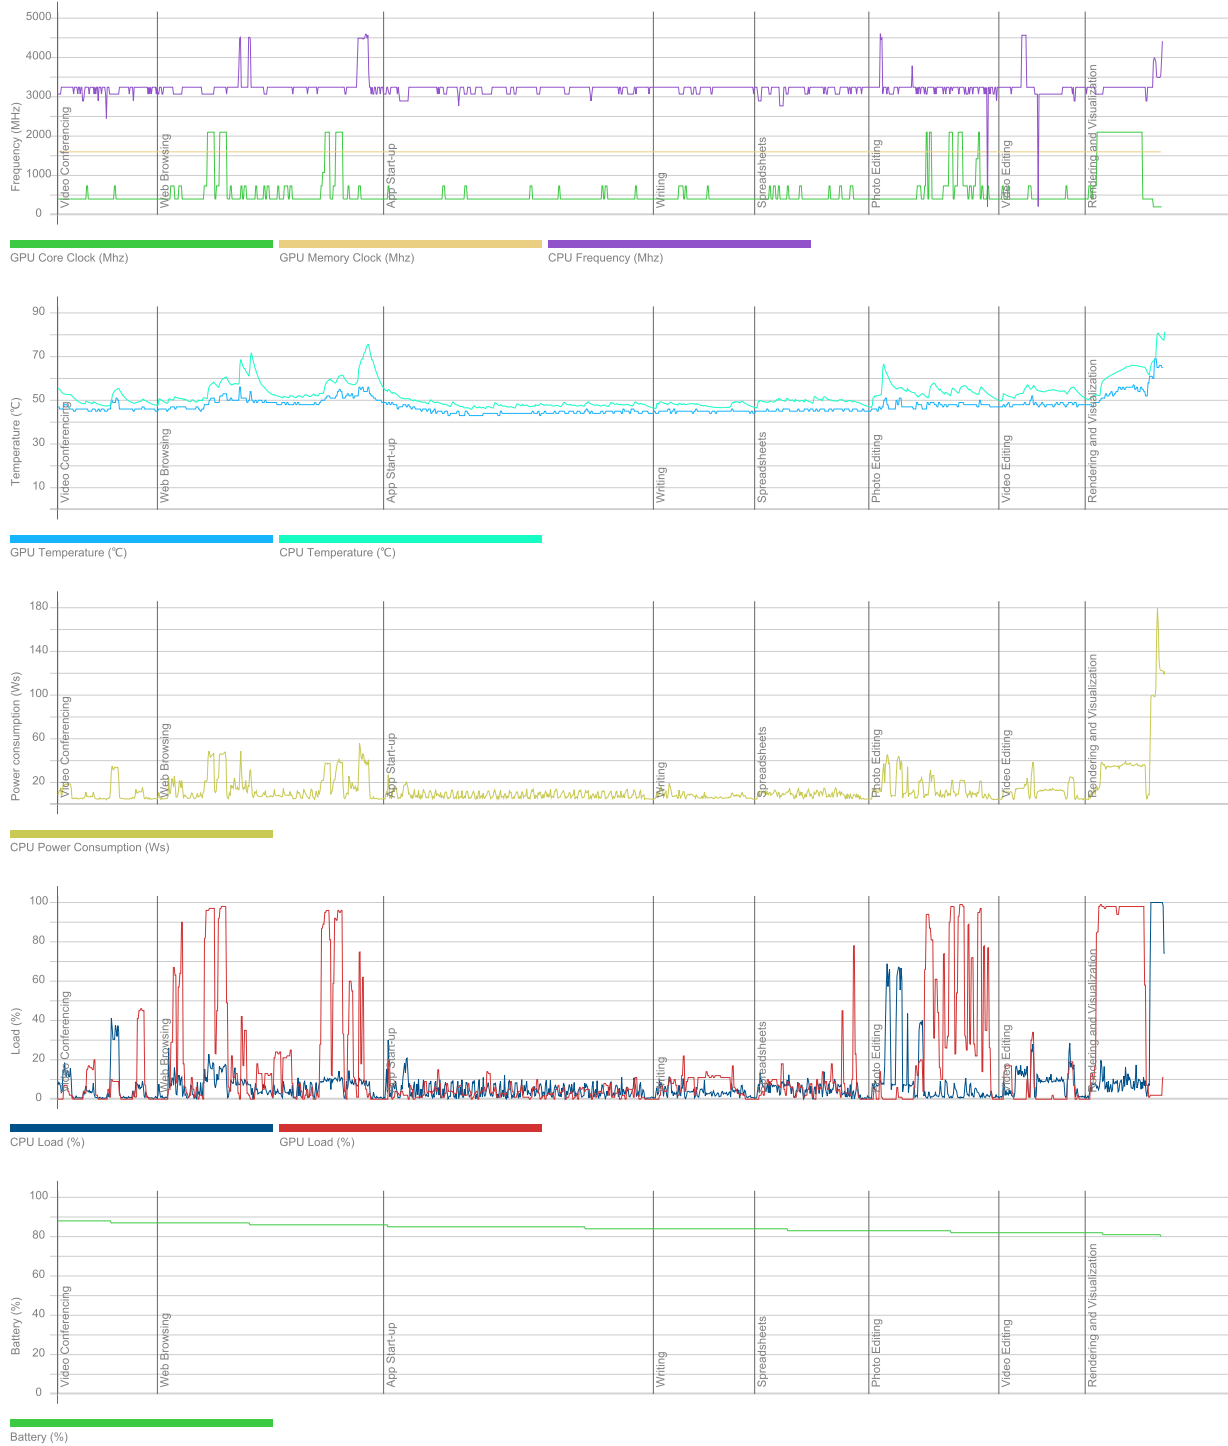 Frequency (MHz)
5000
4000
3000
2000
1000
0
Video Conferencing
Web Browsing
App Start-up
Writing
Spreadsheets
Photo Editing
Video Editing
Rendering and Visualization
GPU Core Clock (Mhz)
GPU Memory Clock (Mhz)
CPU Frequency (Mhz)
Temperature (°C)
90
70
50
30
10
Video Conferencing
Web Browsing
App Start-up
Writing
Spreadsheets
Photo Editing
Video Editing
Rendering and Visualization
GPU Temperature (°C)
CPU Temperature (°C)
Power consumption (Ws)
180
140
100
60
20
Video Conferencing
Web Browsing
App Start-up
Writing
Spreadsheets
Photo Editing
Video Editing
Rendering and Visualization
CPU Power Consumption (Ws)
Load (%)
100
80
60
40
20
0
Video Conferencing
Web Browsing
App Start-up
Writing
Spreadsheets
Photo Editing
Video Editing
Rendering and Visualization
CPU Load (%)
GPU Load (%)
Battery (%)
100
80
60
40
20
0
Video Conferencing
Web Browsing
App Start-up
Writing
Spreadsheets
Photo Editing
Video Editing
Rendering and Visualization
Battery (%)